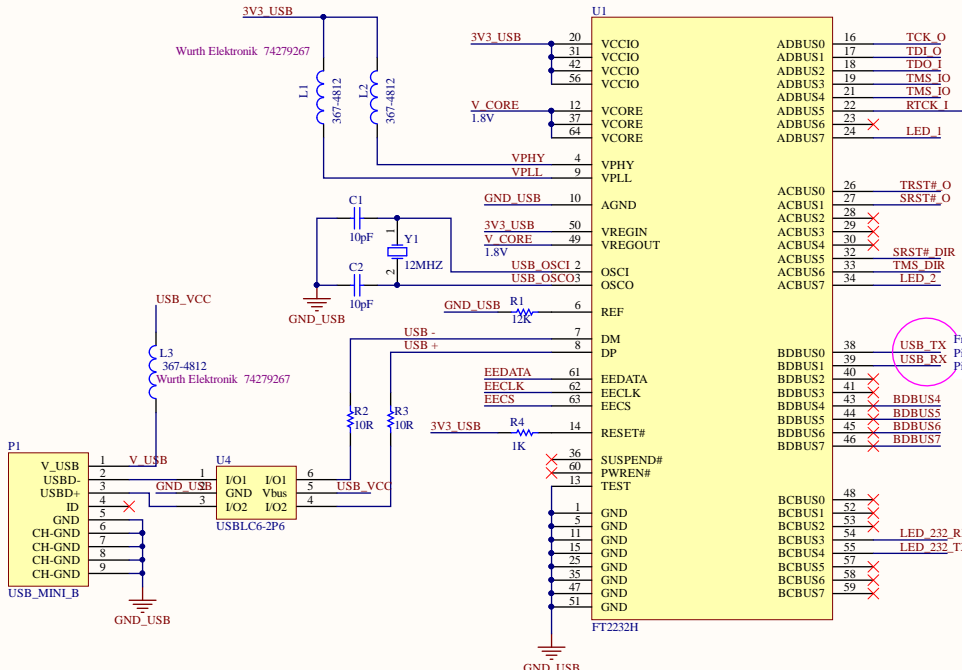 3V3_USB
Wurth Elektronik 74279267
L1
367-4812
L2
367-4812
U1
3V3_USB
20 VCCIO
31 VCCIO
42 VCCIO
56 VCCIO
V_CORE
1.8V
12 VCORE
37 VCORE
64 VCORE
VPHY 4 VPHY
VPLL 9 VPLL
GND_USB 10 AGND
3V3_USB 50 VREGIN
V_CORE 49 VREGOUT
1.8V
C1
10pF
1
Y1
12MHZ
2
C2
10pF
GND_USB
USB_OSCI 2 OSCI
USB_OSCO 3 OSCO
GND_USB R1 12K 6 REF
USB - 7 DM
USB + 8 DP
EEDATA 61 EEDATA
EECLK 62 EECLK
EECS 63 EECS
3V3_USB R4 1K 14 RESET#
36 SUSPEND#
60 PWREN#
13 TEST
1 GND
5 GND
11 GND
15 GND
25 GND
35 GND
47 GND
51 GND
FT2232H
GND_USB
ADBUS0 16 TCK_O
ADBUS1 17 TDI_O
ADBUS2 18 TDO_I
ADBUS3 19 TMS_IO
ADBUS4 21 TMS_IO
ADBUS5 22 RTCK_I
ADBUS6 23
ADBUS7 24 LED_1
ACBUS0 26 TRST#_O
ACBUS1 27 SRST#_O
ACBUS2 28
ACBUS3 29
ACBUS4 30
ACBUS5 32 SRST#_DIR
ACBUS6 33 TMS_DIR
ACBUS7 34 LED_2
BDBUS0 38 USB_TX
BDBUS1 39 USB_RX
BDBUS2 40
BDBUS3 41
BDBUS4 43 BDBUS4
BDBUS5 44 BDBUS5
BDBUS6 45 BDBUS6
BDBUS7 46 BDBUS7
BCBUS0 48
BCBUS1 52
BCBUS2 53
BCBUS3 54 LED_232_R
BCBUS4 55
BCBUS5 57
BCBUS6 58
BCBUS7 59
USB_VCC
L3
367-4812
Wurth Elektronik 74279267
R2
10R
R3
10R
P1
V_USB 1 V_USB
USBD- 2
USBD+ 3
ID 4
GND 5
CH-GND 6
CH-GND 7
CH-GND 8
CH-GND 9
USB_MINI_B
GND_USB
U4
1 I/O1 I/O1 6
GND_USB 2 GND Vbus 5 USB_VCC
3 I/O2 I/O2 4
USBLC6-2P6